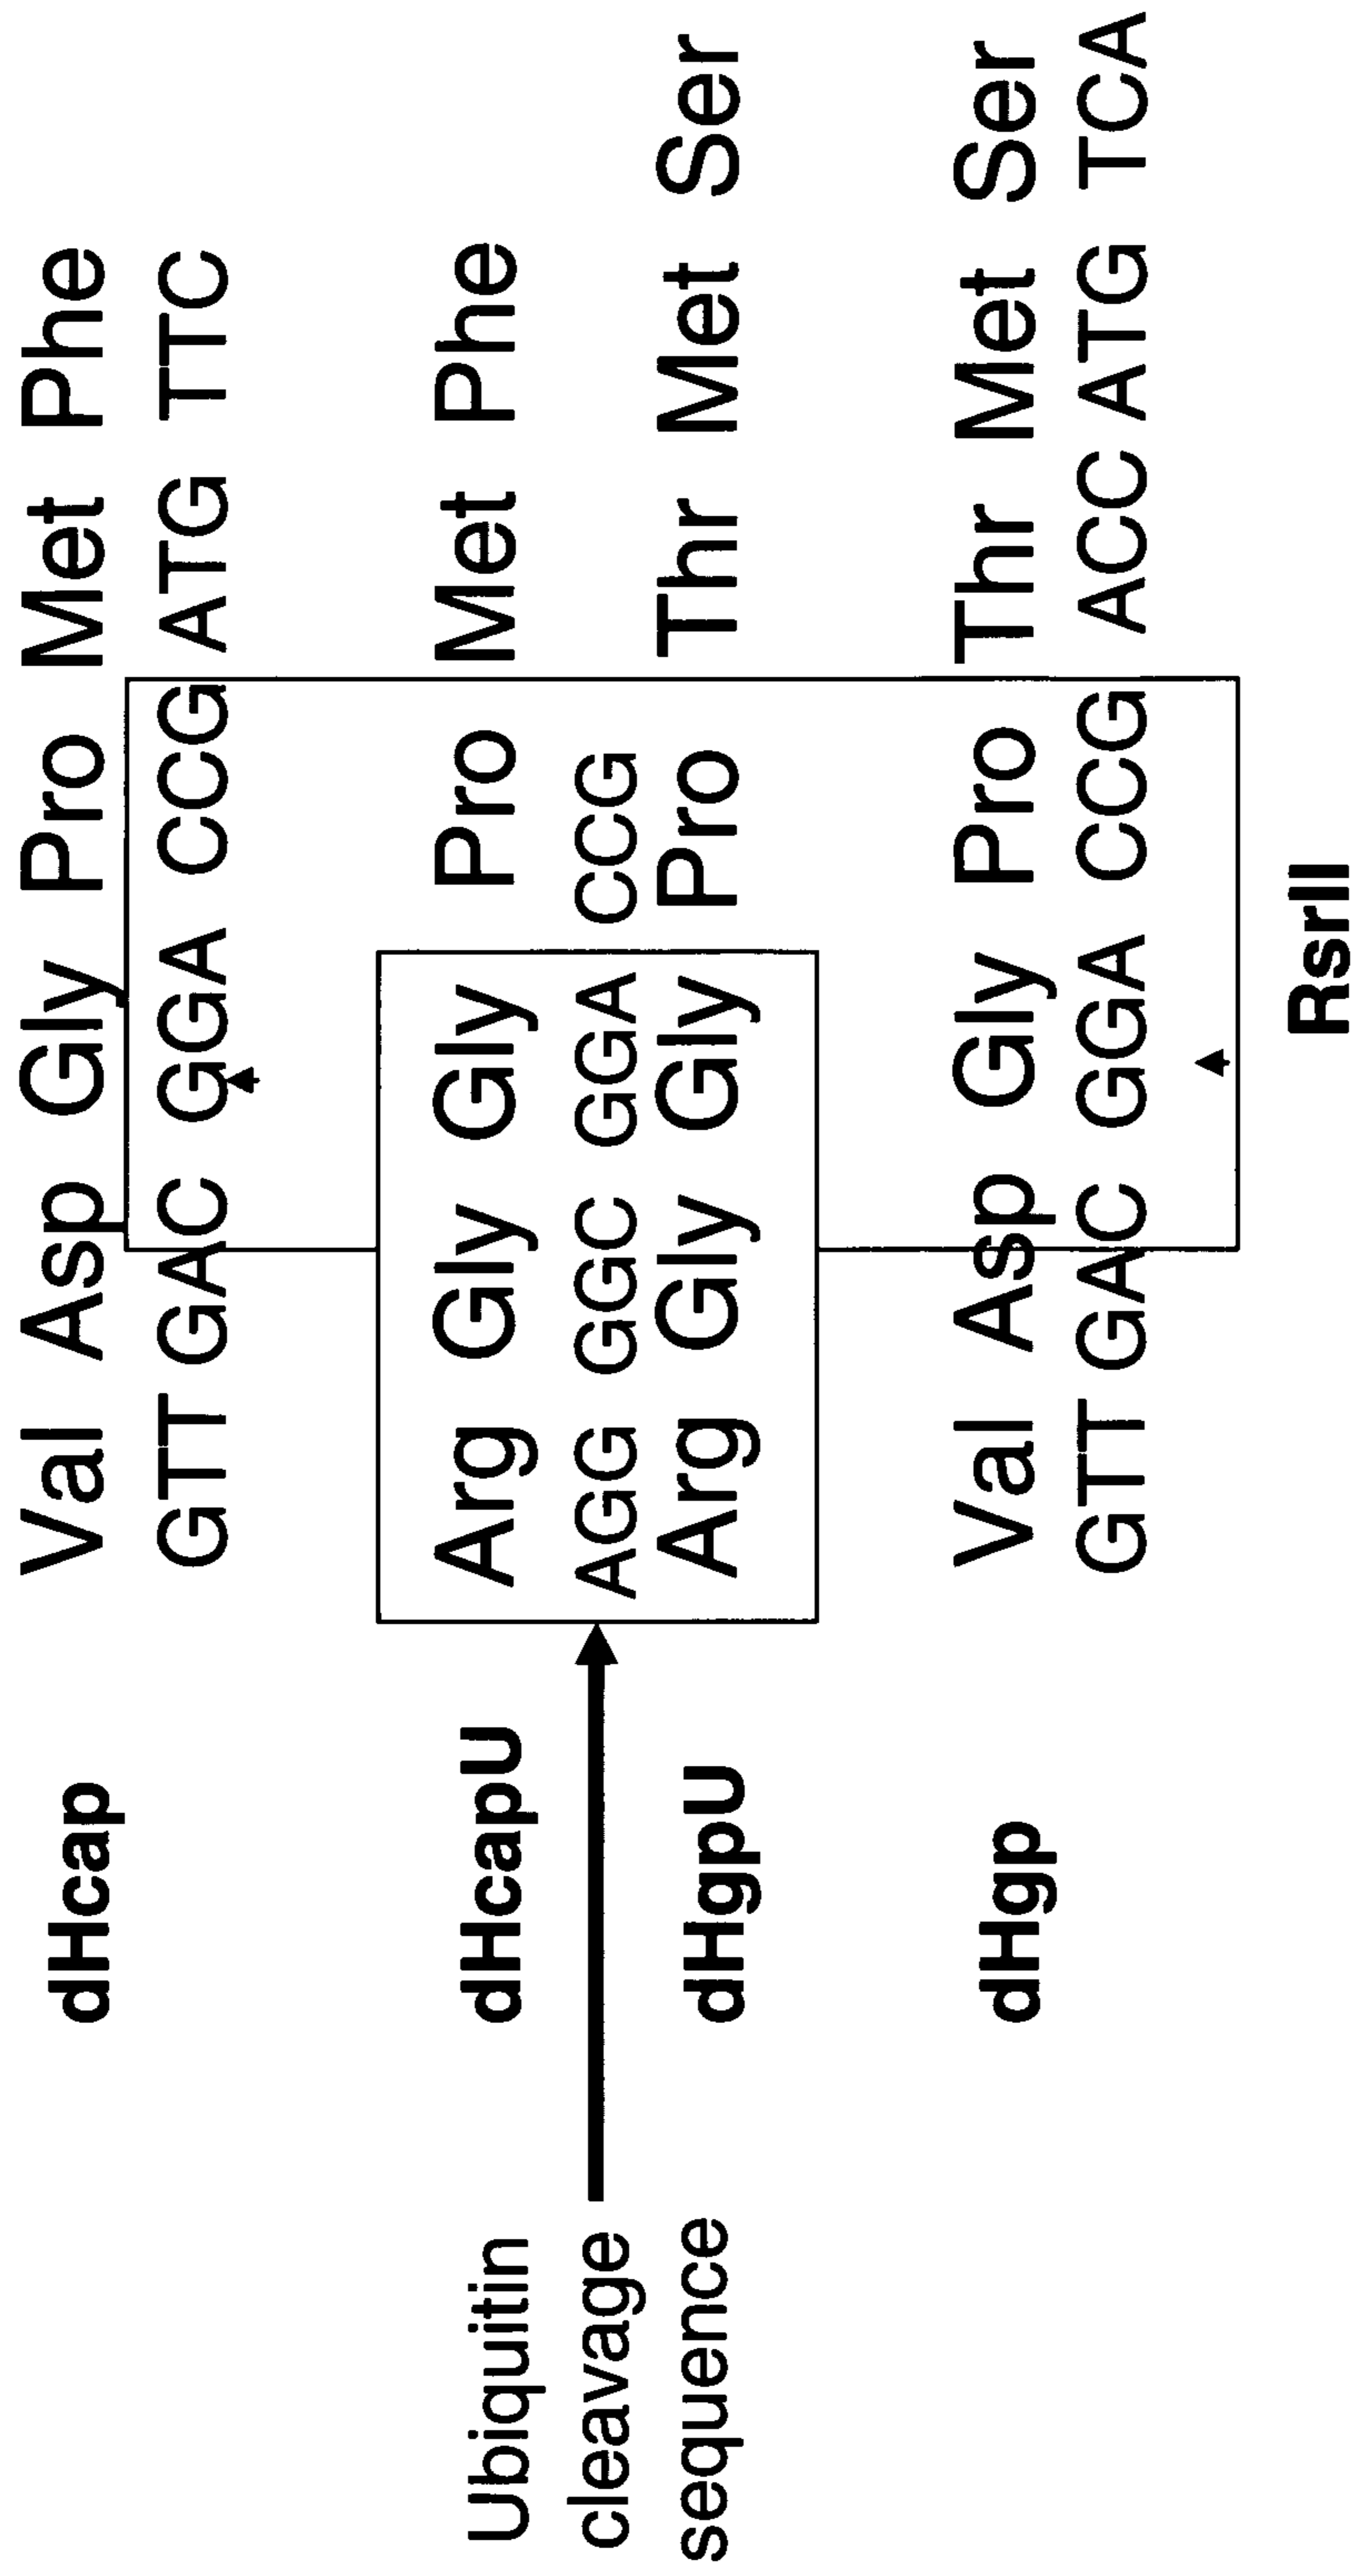 dHcap Val Asp Gly Pro Met Phe
GTT GAC GGA CCG ATG TTC
Ubiquitin
cleavage
sequence
dHcapU Arg Gly Gly Pro Met Phe
AGG GGC GGA CCG
dHgpU Arg Gly Gly Pro Thr Met Ser
dHgp Val Asp Gly Pro Thr Met Ser
GTT GAC GGA CCG ACC ATG TCA
RsrII